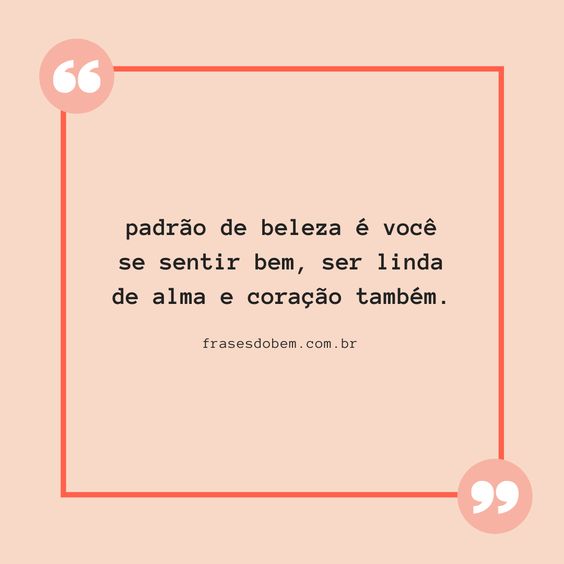 padrão de beleza é você
se sentir bem, ser linda
de alma e coração também.
frasesdobem.com.br